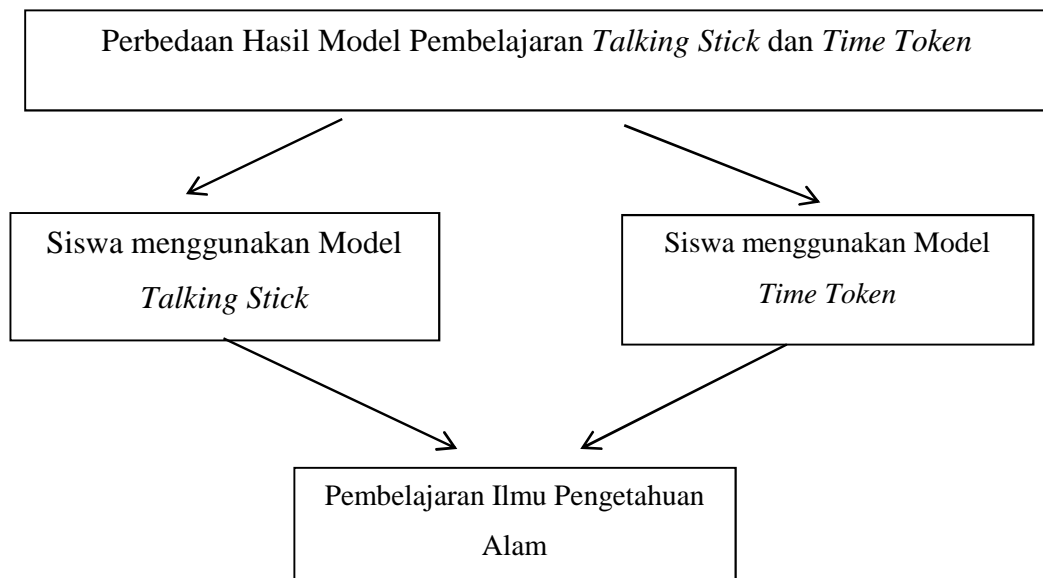 Perbedaan Hasil Model Pembelajaran Talking Stick dan Time Token
Siswa menggunakan Model
Talking Stick
Siswa menggunakan Model
Time Token
Pembelajaran Ilmu Pengetahuan
Alam